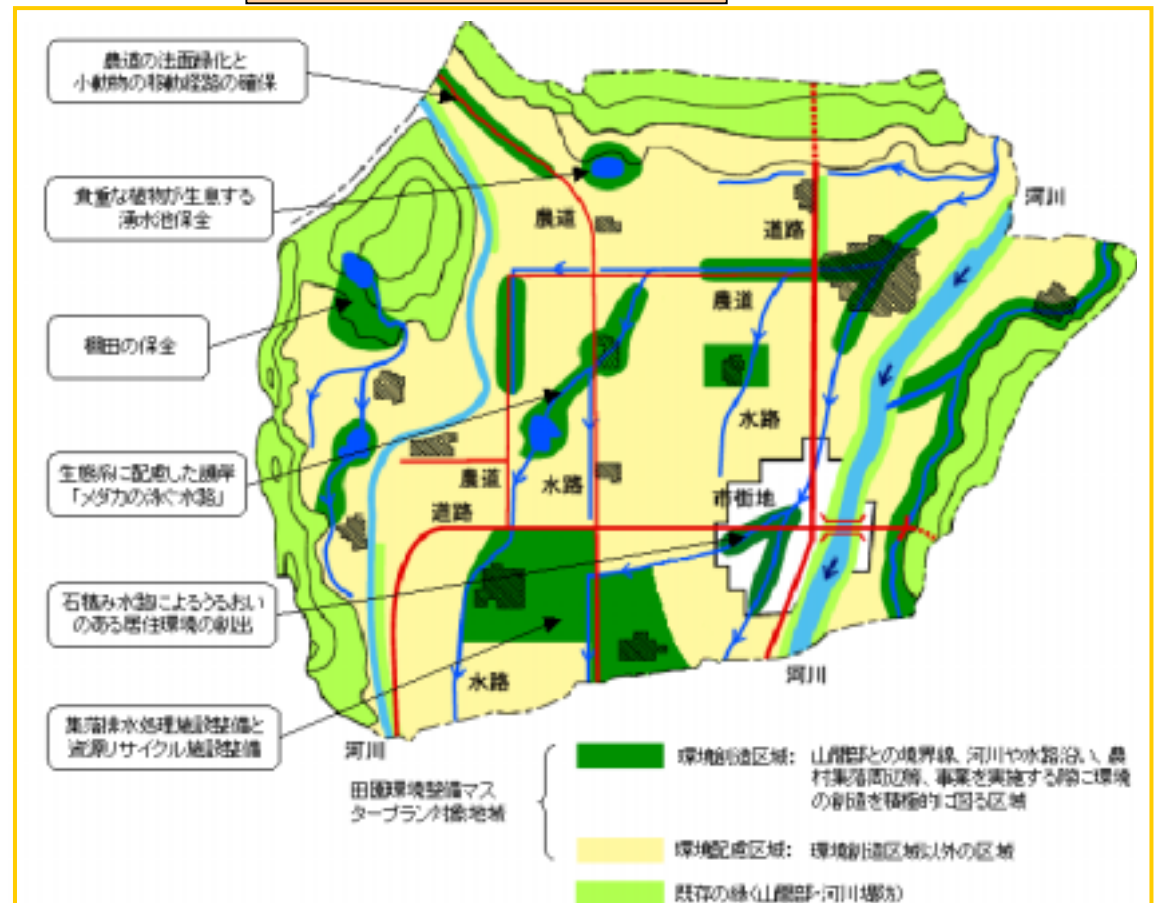 農道の法面緑化と
小動物の移動経路の確保
貴重な植物が生息する
湧水池保全
棚田の保全
生態系に配慮した護岸
「メダカの泳ぐ水路」
石積み水路によるうるおい
のある居住環境の創出
集落排水処理施設整備と
資源リサイクル施設整備
農道
道路
河川
農道
水路
農道
水路
市街地
道路
水路
河川
河川
田園環境整備マス
タープラン対象地域
環境創造区域: 山間部との境界線、河川や水路沿い、農
村集落周辺等、事業を実施する際に環境
の創造を積極的に図る区域
環境配慮区域: 環境創造区域以外の区域
既存の緑(山間部・河川堤防)